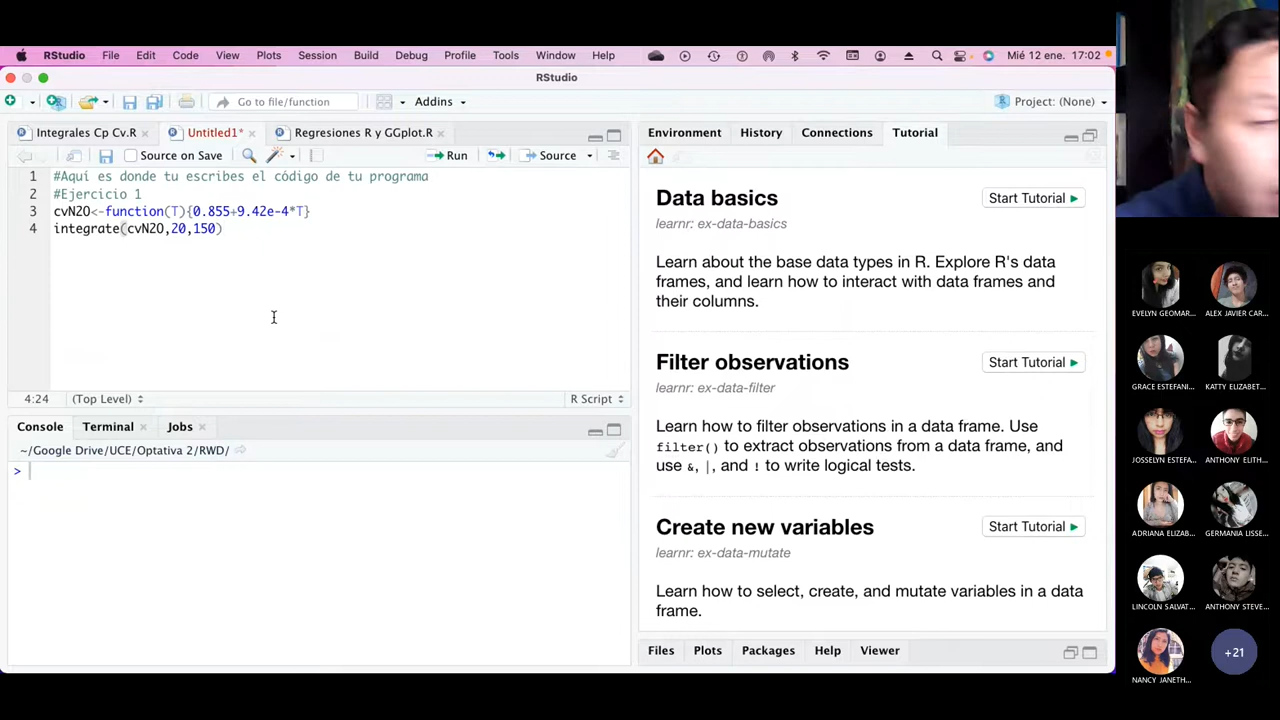 RStudio File Edit Code View Plots Session Build Debug Profile Tools Window Help Mié 12 ene. 17:02
RStudio
Go to file/function Addins Project: (None)
Integrales Cp Cv.R Untitled1* Regresiones R y GGplot.R
Source on Save Run Source
1 #Aquí es donde tu escribes el código de tu programa
2 #Ejercicio 1
3 cvN2O<-function(T){0.855+9.42e-4*T}
4 integrate(cvN2O,20,150)
4:24 (Top Level) R Script
Console Terminal Jobs
~/Google Drive/UCE/Optativa 2/RWD/
>
Environment History Connections Tutorial
Data basics Start Tutorial
learnr: ex-data-basics
Learn about the base data types in R. Explore R's data
frames, and learn how to interact with data frames and
their columns.
Filter observations Start Tutorial
learnr: ex-data-filter
Learn how to filter observations in a data frame. Use
filter() to extract observations from a data frame, and
use &, |, and ! to write logical tests.
Create new variables Start Tutorial
learnr: ex-data-mutate
Learn how to select, create, and mutate variables in a data
frame.
Files Plots Packages Help Viewer
EVELYN GEOMAR... ALEX JAVIER CAR...
GRACE ESTEFANI... KATTY ELIZABET...
JOSSELYN ESTEFA... ANTHONY ELITH...
ADRIANA ELIZAB... GERMANIA LISSE...
LINCOLN SALVAT... ANTHONY STEVE...
NANCY JANETH... +21